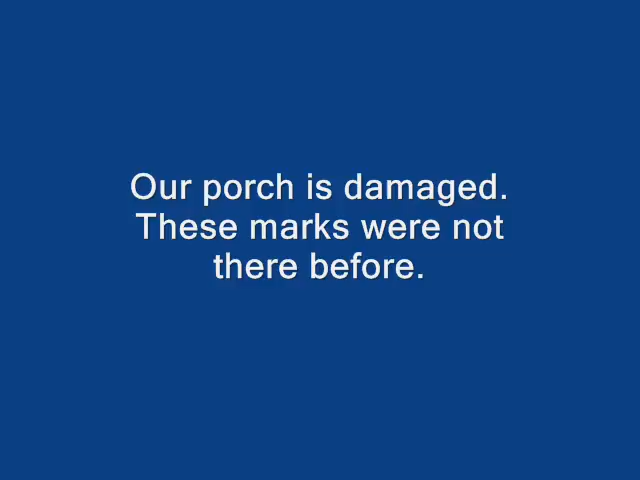 Our porch is damaged.
These marks were not
there before.